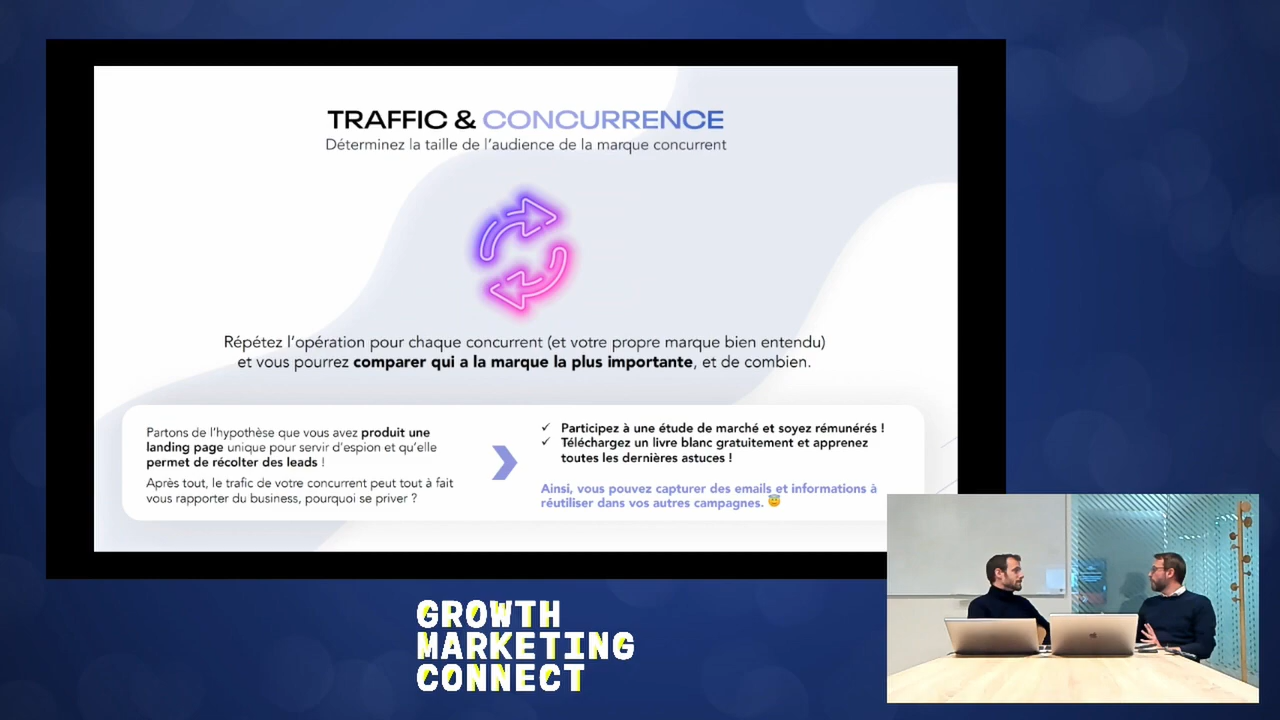 TRAFFIC & CONCURRENCE
Déterminez la taille de l'audience de la marque concurrent
Répétez l'opération pour chaque concurrent (et votre propre marque bien entendu)
et vous pourrez comparer qui a la marque la plus importante, et de combien.
Partons de l'hypothèse que vous avez produit une
landing page unique pour servir d'espion et qu'elle
permet de récolter des leads !
Après tout, le trafic de votre concurrent peut tout à fait
vous rapporter du business, pourquoi se priver ?
✓ Participez à une étude de marché et soyez rémunérés !
✓ Téléchargez un livre blanc gratuitement et apprenez
toutes les dernières astuces !
Ainsi, vous pouvez capturer des emails et informations à
réutiliser dans vos autres campagnes. 😇
GROWTH
MARKETING
CONNECT